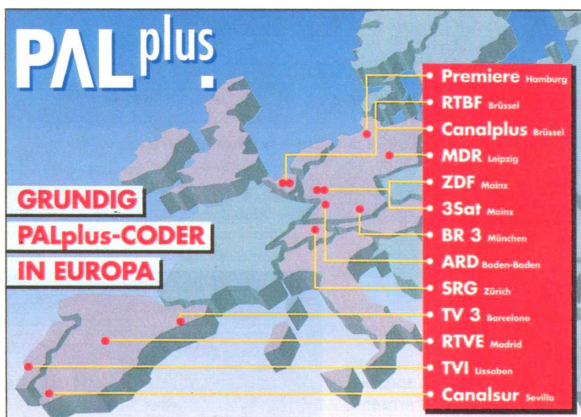 PALplus
GRUNDIG
PALplus-CODER
IN EUROPA
Premiere Hamburg
RTBF Brüssel
Canalplus Brüssel
MDR Leipzig
ZDF Mainz
3Sat Mainz
BR 3 München
ARD Baden-Baden
SRG Zürich
TV 3 Barcelona
RTVE Madrid
TVI Lissabon
Canalsur Sevilla